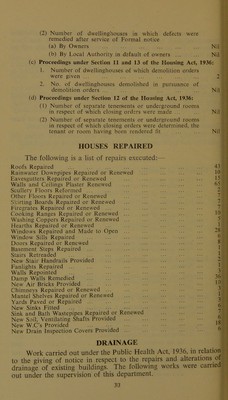 (2) Number of dwellinghouses in which defects were
remedied after service of Formal notice
(a) By Owners Nil
(b) By Local Authority in default of owners Nil
(c) Proceedings under Section 11 and 13 of the Housing Act, 1936:
1. Number of dwellinghouses of which demolition orders
were given 2
2. No. of dwellinghouses demolished in pursuance of
demolition orders Nil
(d) Proceedings under Section 12 of the Housing Act, 1936:
(1) Number of separate tenements or underground rooms
in respect of which closing orders were made Nil
(2) Number of separate tenements or underground rooms
in respect of which closing orders were determined, the
tenant or room having been rendered fit Nil
HOUSES REPAIRED
The following is a list of repairs executed:—
Roofs Repaired
Rainwater Downpipes Repaired or Renewed
Eavesgutters Repaired or Renewed
Walls and Ceilings Plaster Renewed
Scullery Floors Reformed
Other Floors Repaired or Renewed
Skirting Boards Repaired or Renewed
Firegrates Repaired or Renewed
Cooking Ranges Repaired or Renewed
Washing Coppers Repaired or Renewed
Hearths Repaired or Renewed
Windows Repaired and Made to Open
Window Sills Repaired
Doors Repaired or Renewed
Basement Steps Repaired
Stairs Retreaded
New Stair Handrails Provided
Fanlights Repaired
Walls Repointed
Damp Walls Remedied
New Air Bricks Provided
Chimneys Repaired or Renewed
Mantel Shelves Repaired or Renewed
Yards Paved or Repaired
New Sinks Fitted
Sink and Bath Wastepipes Repaired or Renewed
New Soil; Ventilating Shafts Provided
New W.C's Provided
New Drain Inspection Covers Provided
DRAINAGE
Work carried out under the Public Health Act, 1936, in relation
to the giving of notice in respect to the repairs and alterations of
drainage of existing buildings. The following works were carried
out under the supervision of this department.